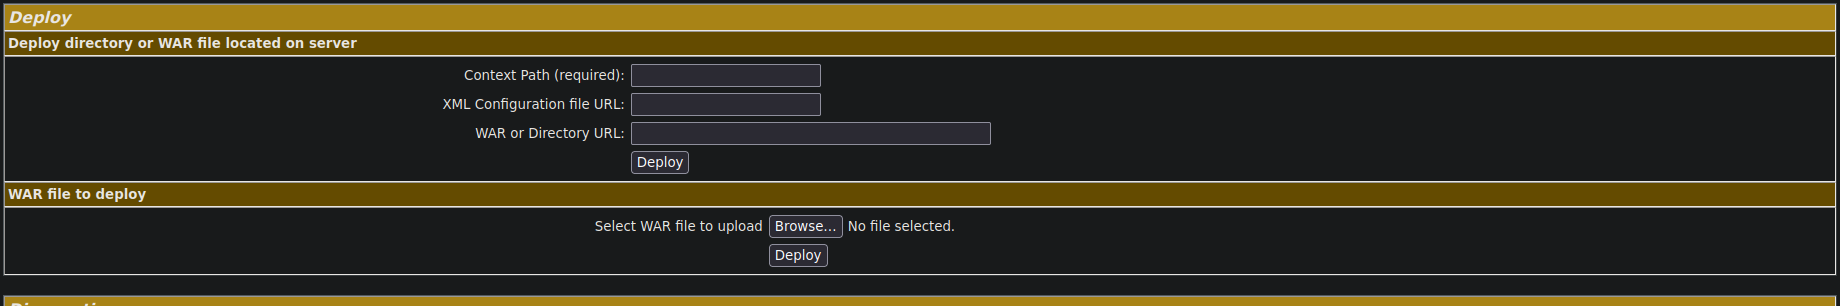 Deploy
Deploy directory or WAR file located on server
Context Path (required):
XML Configuration file URL:
WAR or Directory URL:
Deploy
WAR file to deploy
Select WAR file to upload Browse... No file selected.
Deploy